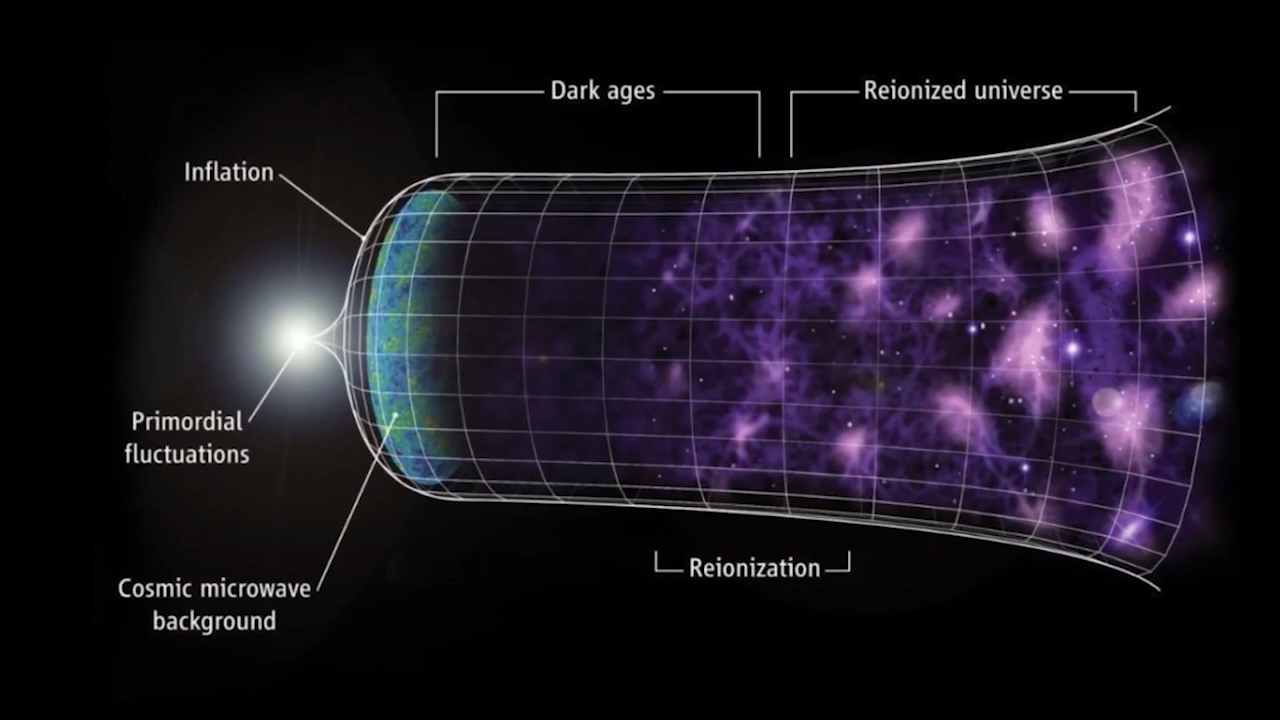 Dark ages
Reionized universe
Inflation
Primordial
fluctuations
Reionization
Cosmic microwave
background